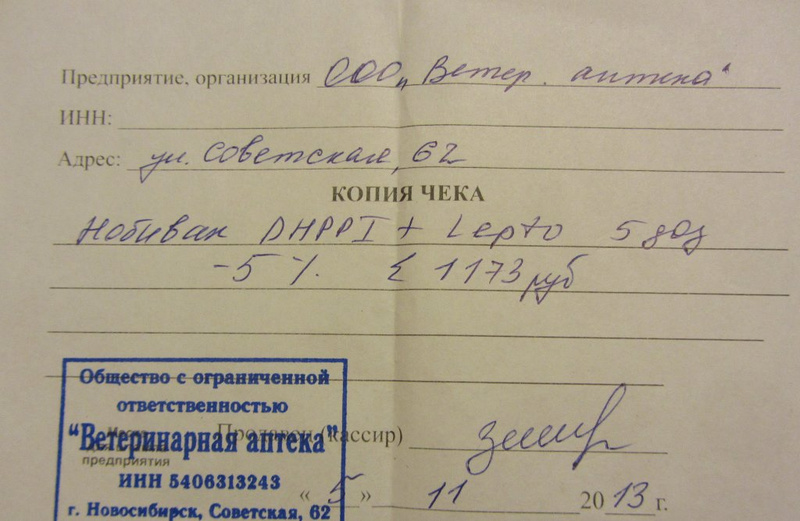 Предприятие, организация ООО „Ветер. аптека"
ИНН:
Адрес: ул. Советская, 62
КОПИЯ ЧЕКА
Нобивак DHPPI + Lepto 5 доз
-5 % Σ 1173 руб
Общество с ограниченной
ответственностью
Продавец (кассир)
"Ветеринарная аптека"
Место
предприятия
ИНН 5406313243
« 5 » 11 2013 г.
г. Новосибирск, Советская, 62